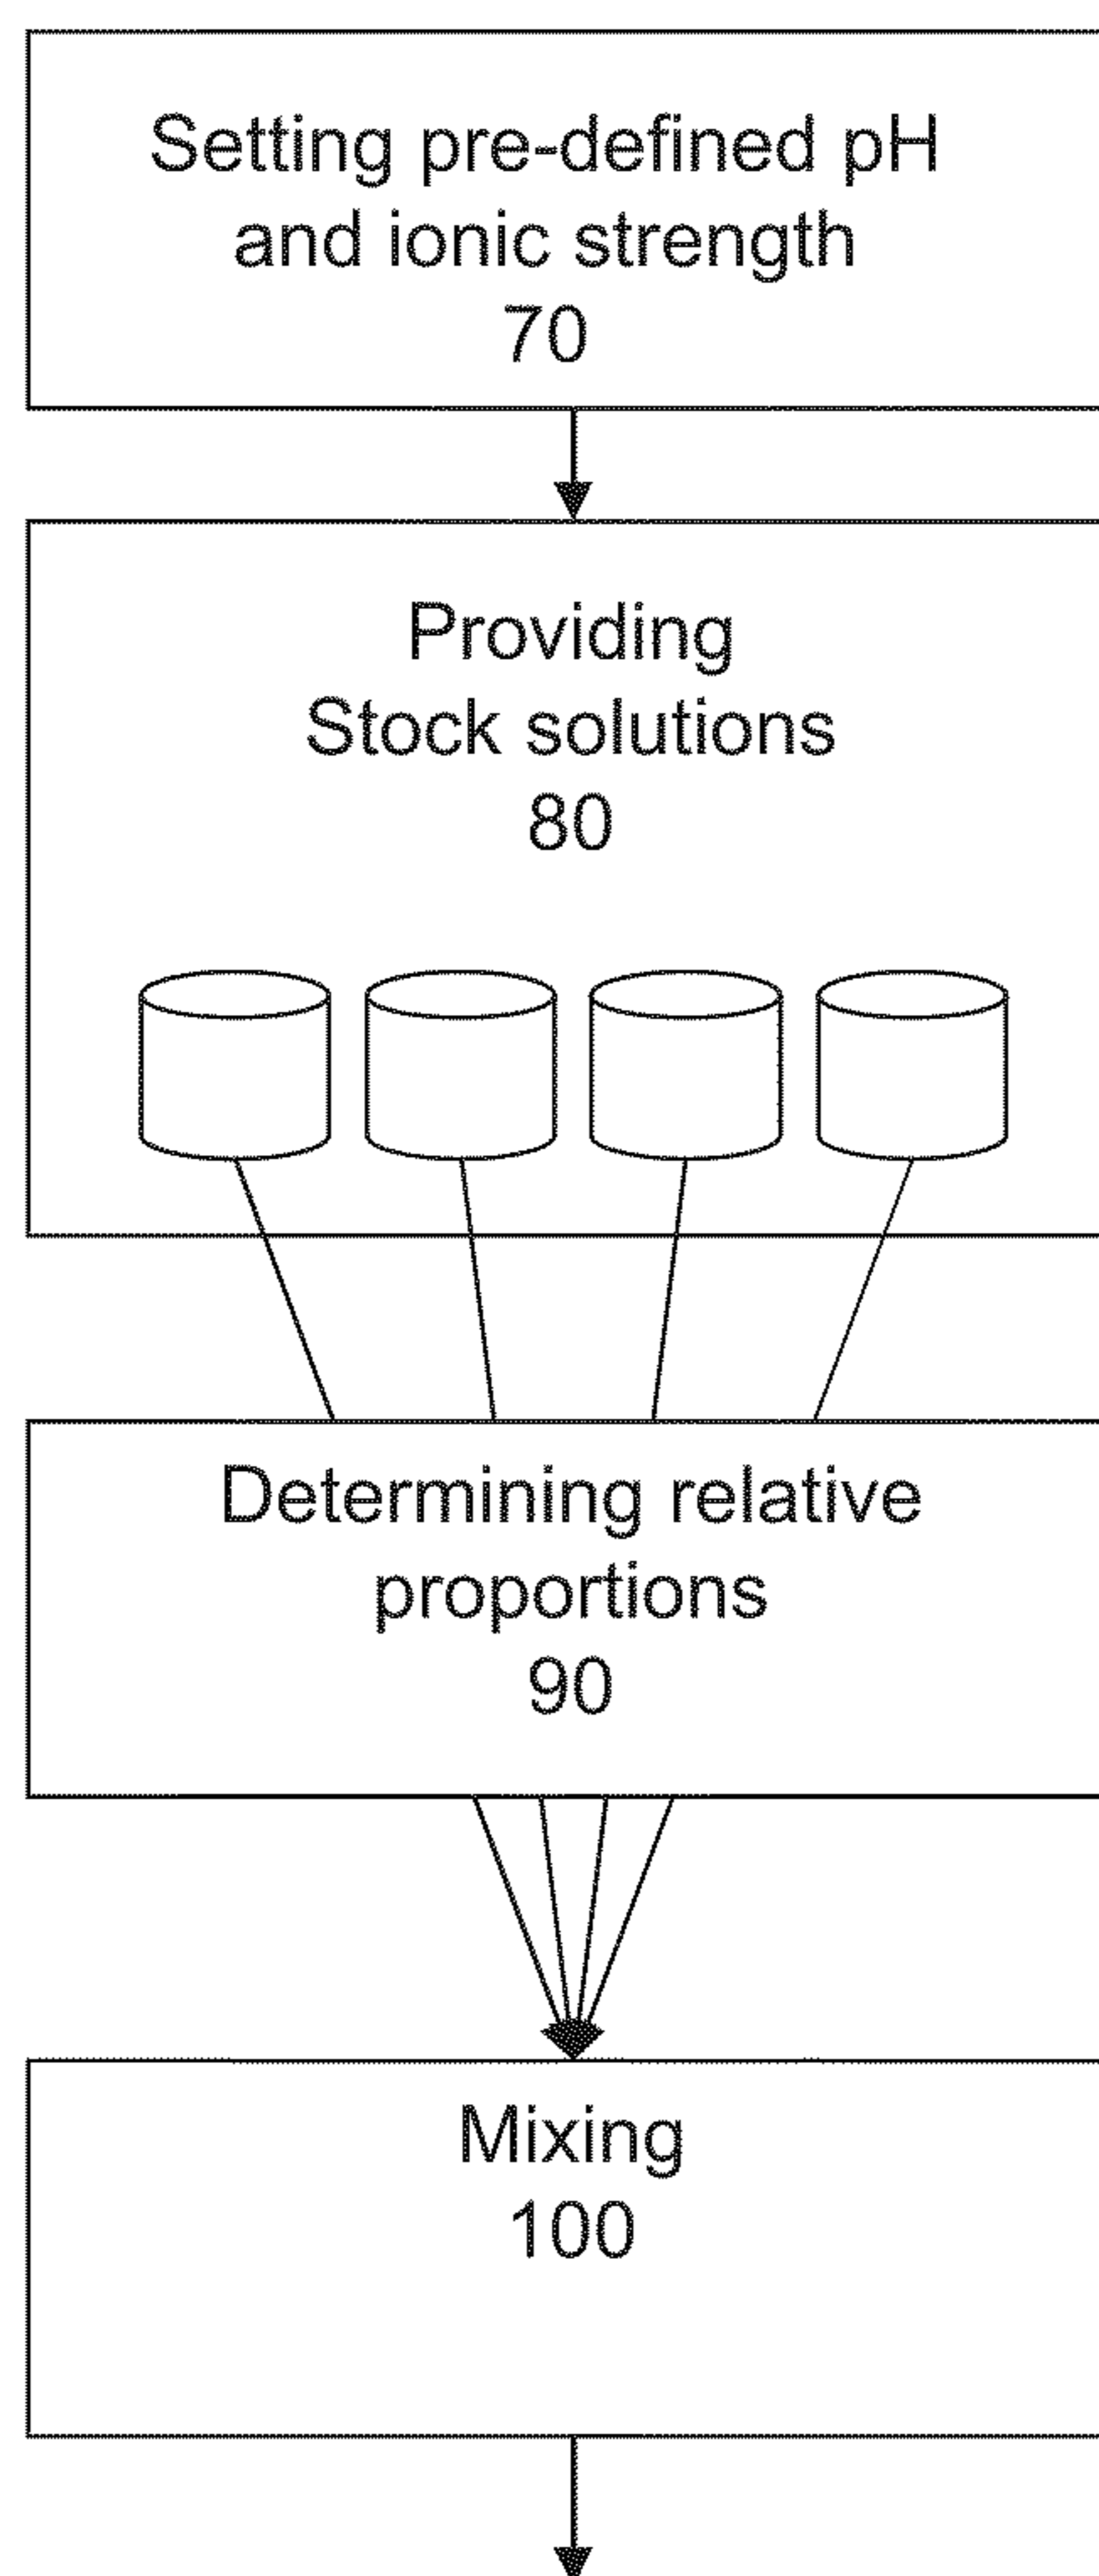 Setting pre-defined pH
and ionic strength
70
Providing
Stock solutions
80
Determining relative
proportions
90
Mixing
100